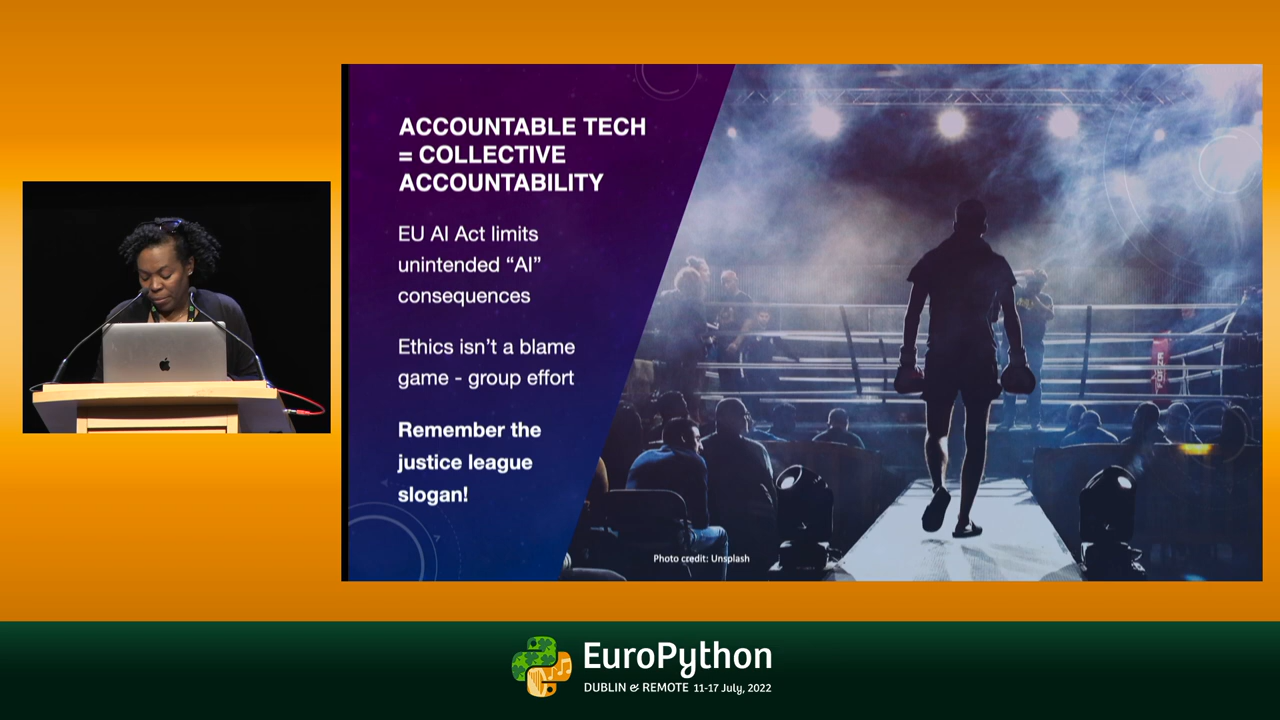 ACCOUNTABLE TECH
= COLLECTIVE
ACCOUNTABILITY
EU AI Act limits
unintended “AI”
consequences
Ethics isn’t a blame
game - group effort
Remember the
justice league
slogan!
Photo credit: Unsplash
EuroPython
DUBLIN & REMOTE 11-17 July, 2022